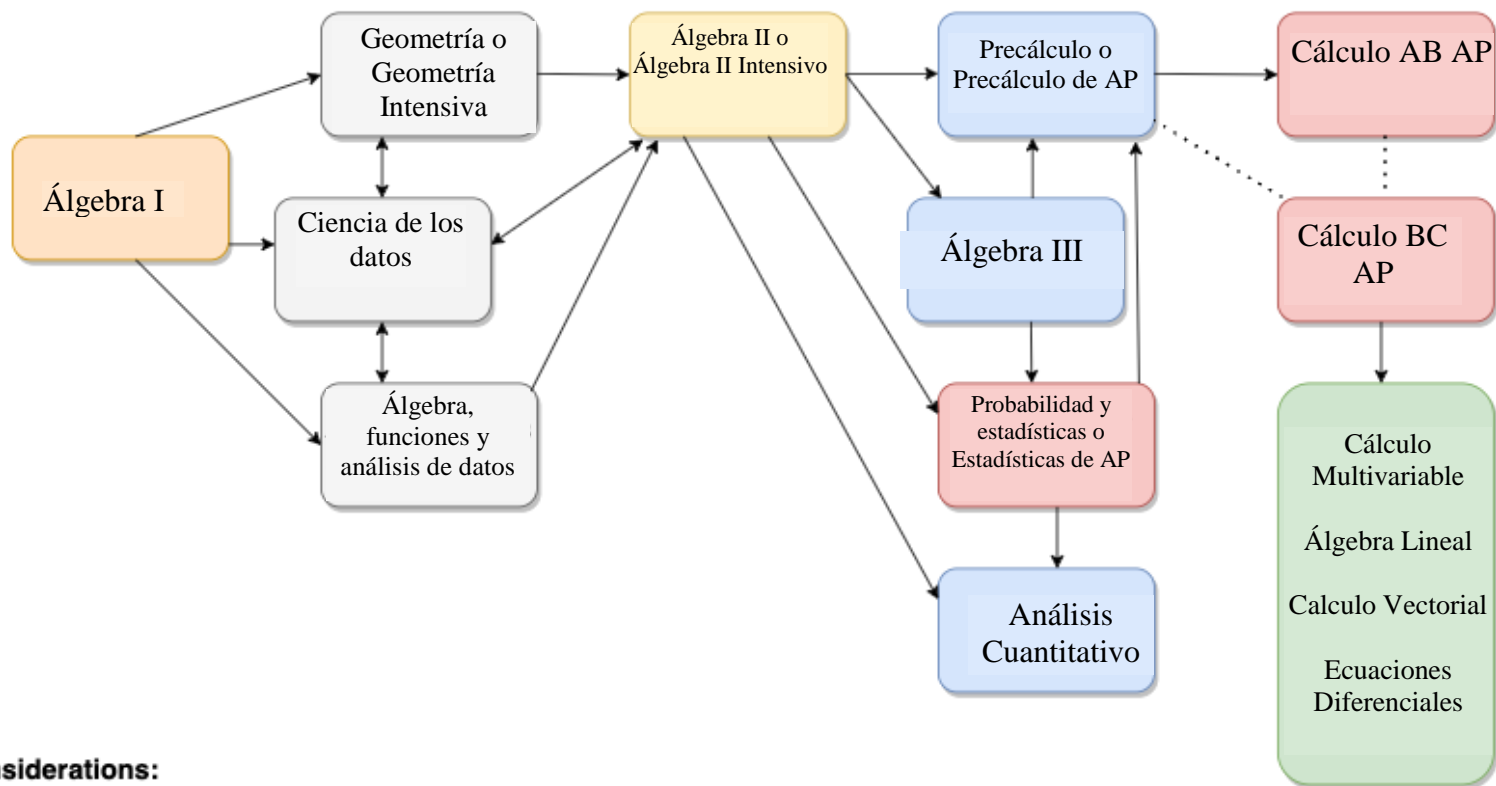 Geometría o
Geometría
Intensiva
Álgebra II o
Álgebra II Intensivo
Precálculo o
Precálculo de AP
Cálculo AB AP
Álgebra I
Ciencia de los
datos
Álgebra III
Cálculo BC
AP
Álgebra,
funciones y
análisis de datos
Probabilidad y
estadísticas o
Estadísticas de AP
Cálculo
Multivariable
Álgebra Lineal
Calculo Vectorial
Ecuaciones
Diferenciales
Análisis
Cuantitativo
nsiderations: